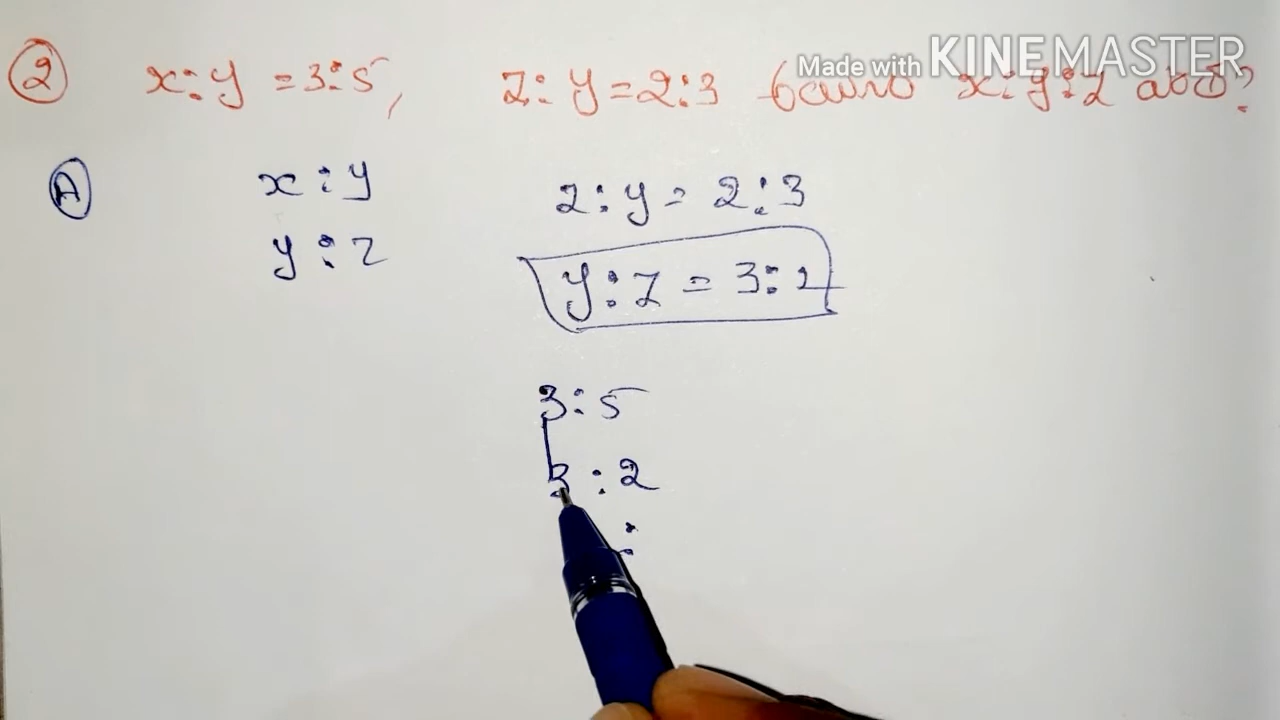 Made with KINEMASTER
② x:y = 3:5, z:y = 2:3 x:y:z
A x:y z:y = 2:3
y:z y:z = 3:2
3:5
3:2
: